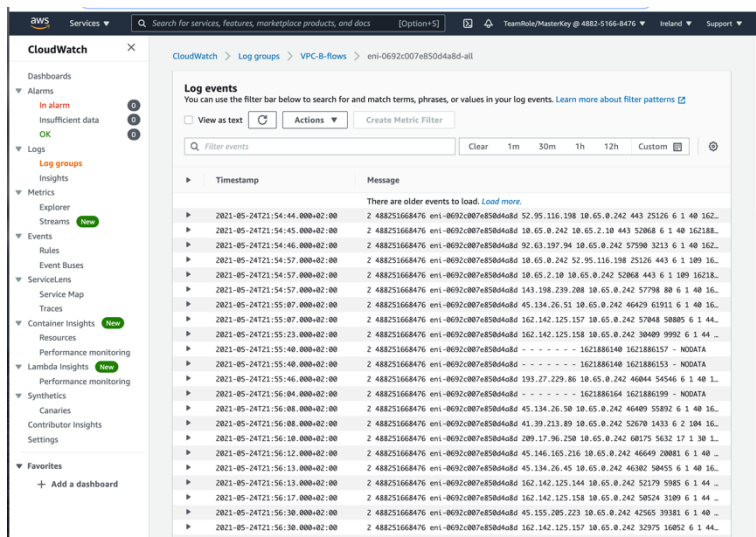 aws Services ▼ Search for services, features, marketplace products, and docs [Option+S] TeamRole/MasterKey @ 4882-5166-8476 ▼ Ireland ▼ Support ▼
CloudWatch ×
Dashboards
Alarms
In alarm 0
Insufficient data 0
OK 0
Logs
Log groups
Insights
Metrics
Explorer
Streams New
Events
Rules
Event Buses
ServiceLens
Service Map
Traces
Container Insights New
Resources
Performance monitoring
Lambda Insights New
Performance monitoring
Synthetics
Canaries
Contributor Insights
Settings
Favorites
+ Add a dashboard
CloudWatch > Log groups > VPC-B-flows > eni-0692c007e850d4a8d-all
Log events
You can use the filter bar below to search for and match terms, phrases, or values in your log events. Learn more about filter patterns
View as text Actions ▼ Create Metric Filter
Filter events Clear 1m 30m 1h 12h Custom
Timestamp Message
There are older events to load. Load more.
2021-05-24T21:54:44.000+02:00 2 488251668476 eni-0692c007e850d4a8d 52.95.116.198 10.65.0.242 443 25126 6 1 40 162…
2021-05-24T21:54:45.000+02:00 2 488251668476 eni-0692c007e850d4a8d 10.65.0.242 10.65.2.10 443 52068 6 1 40 162188…
2021-05-24T21:54:46.000+02:00 2 488251668476 eni-0692c007e850d4a8d 92.63.197.94 10.65.0.242 57590 3213 6 1 40 162…
2021-05-24T21:54:57.000+02:00 2 488251668476 eni-0692c007e850d4a8d 10.65.0.242 52.95.116.198 25126 443 6 1 109 16…
2021-05-24T21:54:57.000+02:00 2 488251668476 eni-0692c007e850d4a8d 10.65.2.10 10.65.0.242 52068 443 6 1 109 16218…
2021-05-24T21:54:57.000+02:00 2 488251668476 eni-0692c007e850d4a8d 143.198.239.208 10.65.0.242 57798 80 6 1 40 16…
2021-05-24T21:55:07.000+02:00 2 488251668476 eni-0692c007e850d4a8d 45.134.26.51 10.65.0.242 46429 61911 6 1 40 16…
2021-05-24T21:55:07.000+02:00 2 488251668476 eni-0692c007e850d4a8d 162.142.125.157 10.65.0.242 57048 50805 6 1 44…
2021-05-24T21:55:23.000+02:00 2 488251668476 eni-0692c007e850d4a8d 162.142.125.158 10.65.0.242 30409 9992 6 1 44 …
2021-05-24T21:55:40.000+02:00 2 488251668476 eni-0692c007e850d4a8d - - - - - - - 1621886140 1621886157 - NODATA
2021-05-24T21:55:40.000+02:00 2 488251668476 eni-0692c007e850d4a8d - - - - - - - 1621886140 1621886153 - NODATA
2021-05-24T21:55:46.000+02:00 2 488251668476 eni-0692c007e850d4a8d 193.27.229.86 10.65.0.242 46044 54546 6 1 40 1…
2021-05-24T21:56:04.000+02:00 2 488251668476 eni-0692c007e850d4a8d - - - - - - - 1621886164 1621886199 - NODATA
2021-05-24T21:56:08.000+02:00 2 488251668476 eni-0692c007e850d4a8d 45.134.26.50 10.65.0.242 46409 55892 6 1 40 16…
2021-05-24T21:56:08.000+02:00 2 488251668476 eni-0692c007e850d4a8d 41.39.213.89 10.65.0.242 52670 1433 6 2 104 16…
2021-05-24T21:56:10.000+02:00 2 488251668476 eni-0692c007e850d4a8d 209.17.96.250 10.65.0.242 60175 5632 17 1 30 1…
2021-05-24T21:56:12.000+02:00 2 488251668476 eni-0692c007e850d4a8d 45.146.165.216 10.65.0.242 46649 20081 6 1 40 …
2021-05-24T21:56:13.000+02:00 2 488251668476 eni-0692c007e850d4a8d 45.134.26.45 10.65.0.242 46302 50455 6 1 40 16…
2021-05-24T21:56:13.000+02:00 2 488251668476 eni-0692c007e850d4a8d 162.142.125.144 10.65.0.242 52179 5985 6 1 44 …
2021-05-24T21:56:17.000+02:00 2 488251668476 eni-0692c007e850d4a8d 162.142.125.158 10.65.0.242 50524 3109 6 1 44 …
2021-05-24T21:56:30.000+02:00 2 488251668476 eni-0692c007e850d4a8d 45.155.205.223 10.65.0.242 42565 39381 6 1 40 …
2021-05-24T21:56:30.000+02:00 2 488251668476 eni-0692c007e850d4a8d 162.142.125.157 10.65.0.242 32975 16052 6 1 44…